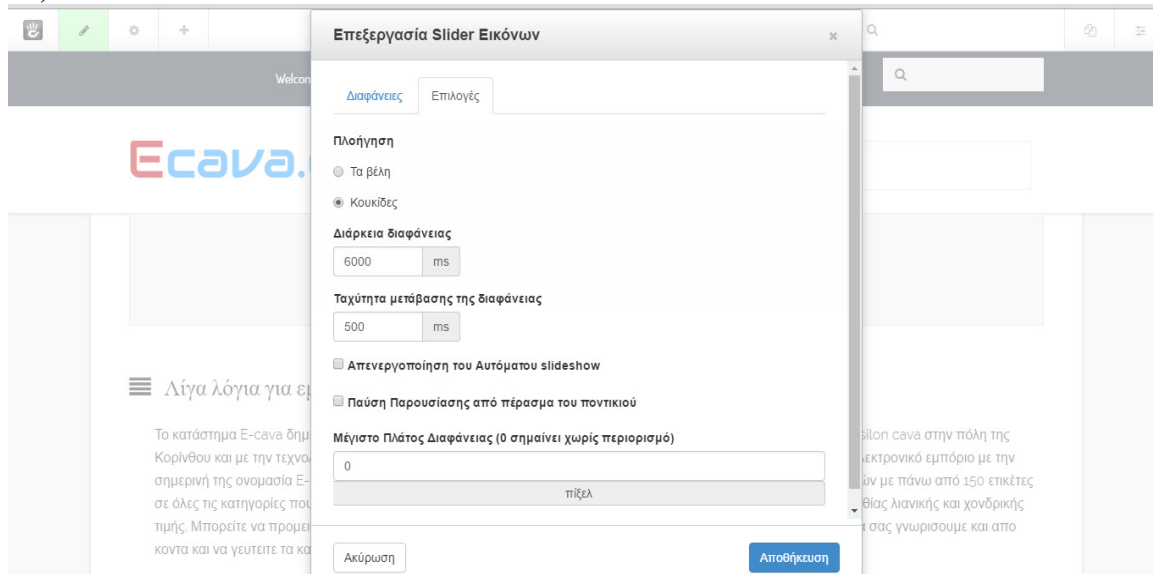 Επεξεργασία Slider Εικόνων
×
Welcom
Διαφάνειες Επιλογές
Ecava.
Πλοήγηση
Τα βέλη
Κουκίδες
Διάρκεια διαφάνειας
6000 ms
Ταχύτητα μετάβασης της διαφάνειας
500 ms
Απενεργοποίηση του Αυτόματου slideshow
Λίγα λόγια για εμ
Παύση Παρουσίασης από πέρασμα του ποντικιού
Μέγιστο Πλάτος Διαφάνειας (0 σημαίνει χωρίς περιορισμό)
0
πίξελ
Το κατάστημα E-cava δημ silon cava στην πόλη της
Κορίνθου και με την τεχνολ λεκτρονικό εμπόριο με την
σημερινή της ονομασία E- ών με πάνω από 150 ετικέτες
σε όλες τις κατηγορίες που θίας λιανικής και χονδρικής
τιμής. Μπορείτε να προμει α σας γνωρισουμε και απο
κοντα και να γευτειτε τα κα
Ακύρωση Αποθήκευση